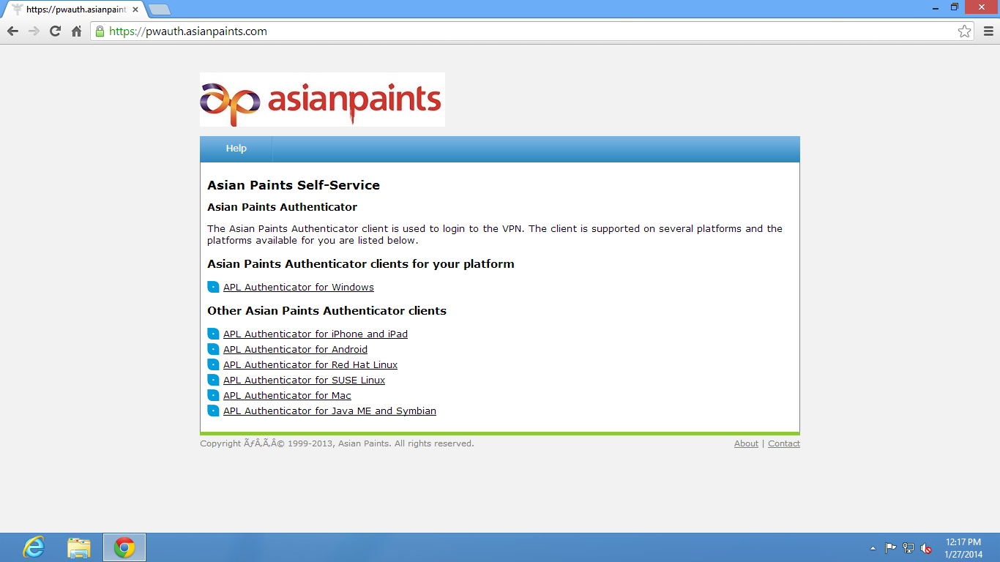 https://pwauth.asianpaint
https://pwauth.asianpaints.com
ap asianpaints
Help
Asian Paints Self-Service
Asian Paints Authenticator
The Asian Paints Authenticator client is used to login to the VPN. The client is supported on several platforms and the
platforms available for you are listed below.
Asian Paints Authenticator clients for your platform
APL Authenticator for Windows
Other Asian Paints Authenticator clients
APL Authenticator for iPhone and iPad
APL Authenticator for Android
APL Authenticator for Red Hat Linux
APL Authenticator for SUSE Linux
APL Authenticator for Mac
APL Authenticator for Java ME and Symbian
Copyright ÃƒÂ‚Ã‚Â© 1999-2013, Asian Paints. All rights reserved.
About | Contact
12:17 PM
1/27/2014